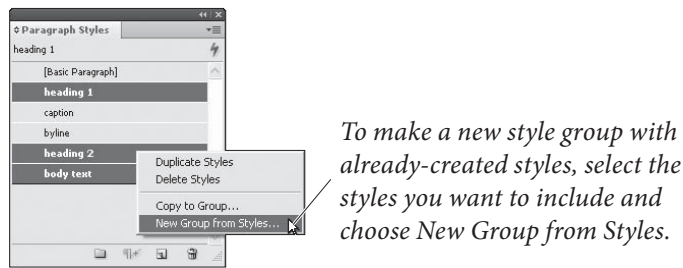 Paragraph Styles
heading 1
[Basic Paragraph]
heading 1
caption
byline
heading 2
body text
Duplicate Styles
Delete Styles
Copy to Group...
New Group from Styles...
To make a new style group with
already-created styles, select the
styles you want to include and
choose New Group from Styles.